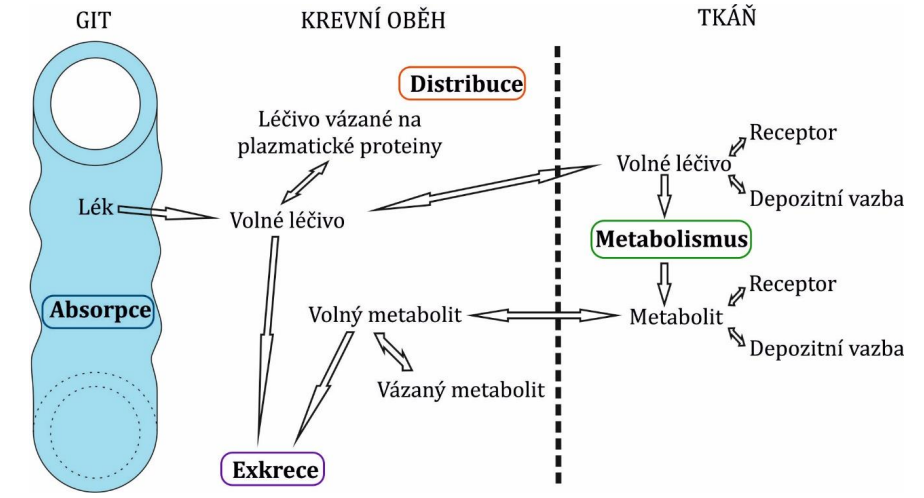 GIT
KREVNÍ OBĚH
TKÁŇ
Distribuce
Léčivo vázané na
plazmatické proteiny
Receptor
Volné léčivo
Depozitní vazba
Lék
Volné léčivo
Metabolismus
Receptor
Absorpce
Volný metabolit
Metabolit
Depozitní vazba
Vázaný metabolit
Exkrece